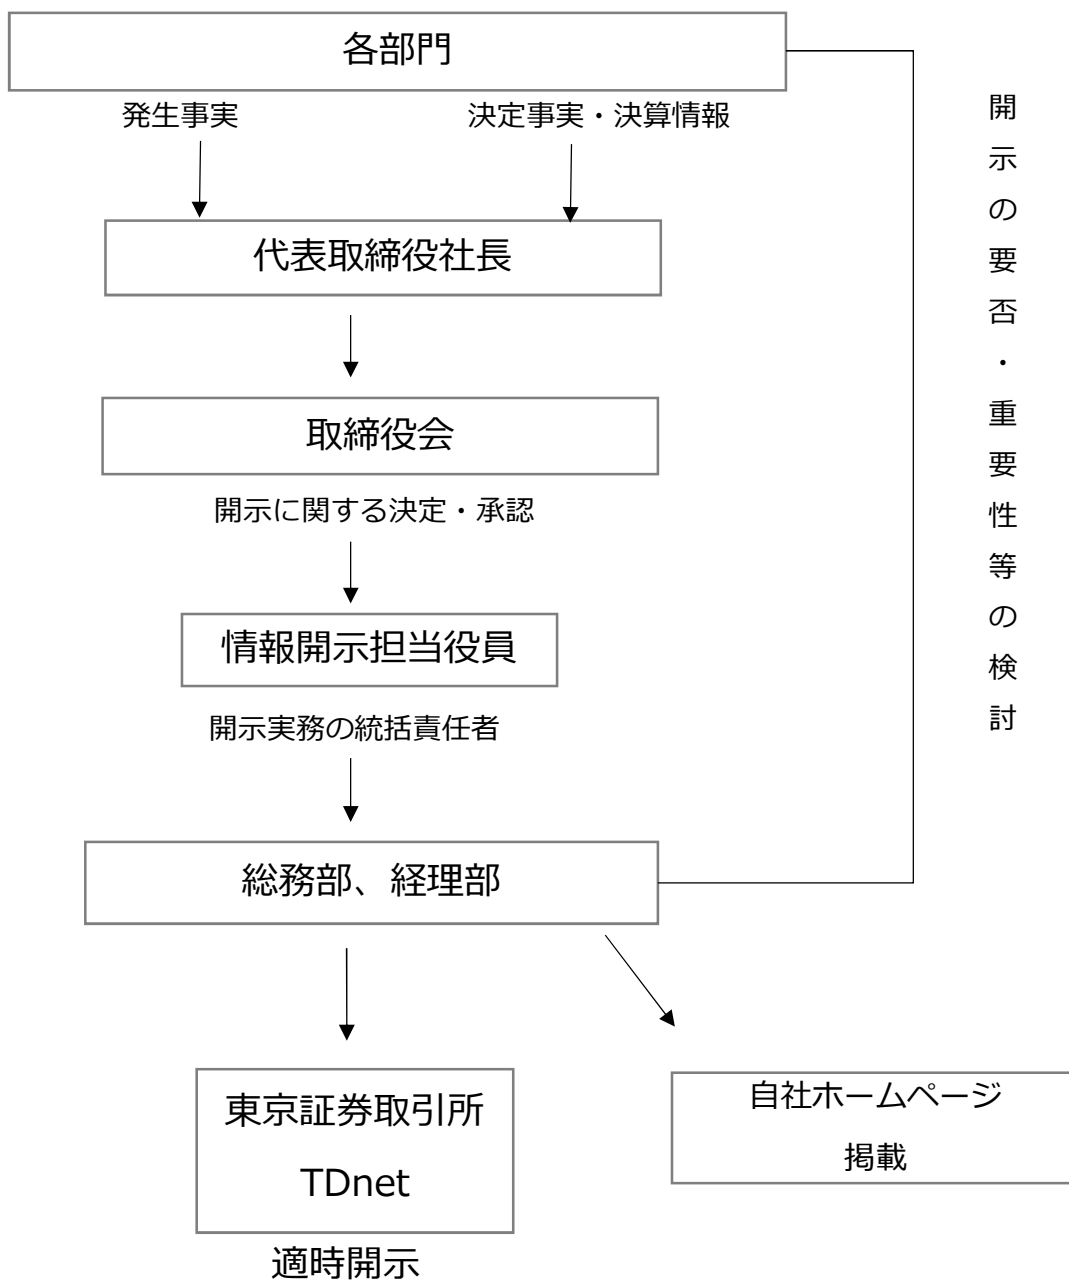 各部門
発生事実
決定事実・決算情報
代表取締役社長
取締役会
開示に関する決定・承認
情報開示担当役員
開示実務の統括責任者
総務部、経理部
開示の要否・重要性等の検討
東京証券取引所
TDnet
適時開示
自社ホームページ
掲載